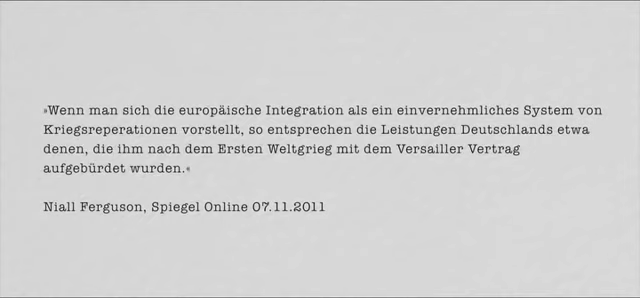 »Wenn man sich die europäische Integration als ein einvernehmliches System von
Kriegsreperationen vorstellt, so entsprechen die Leistungen Deutschlands etwa
denen, die ihm nach dem Ersten Weltgrieg mit dem Versailler Vertrag
aufgebürdet wurden.«
Niall Ferguson, Spiegel Online 07.11.2011